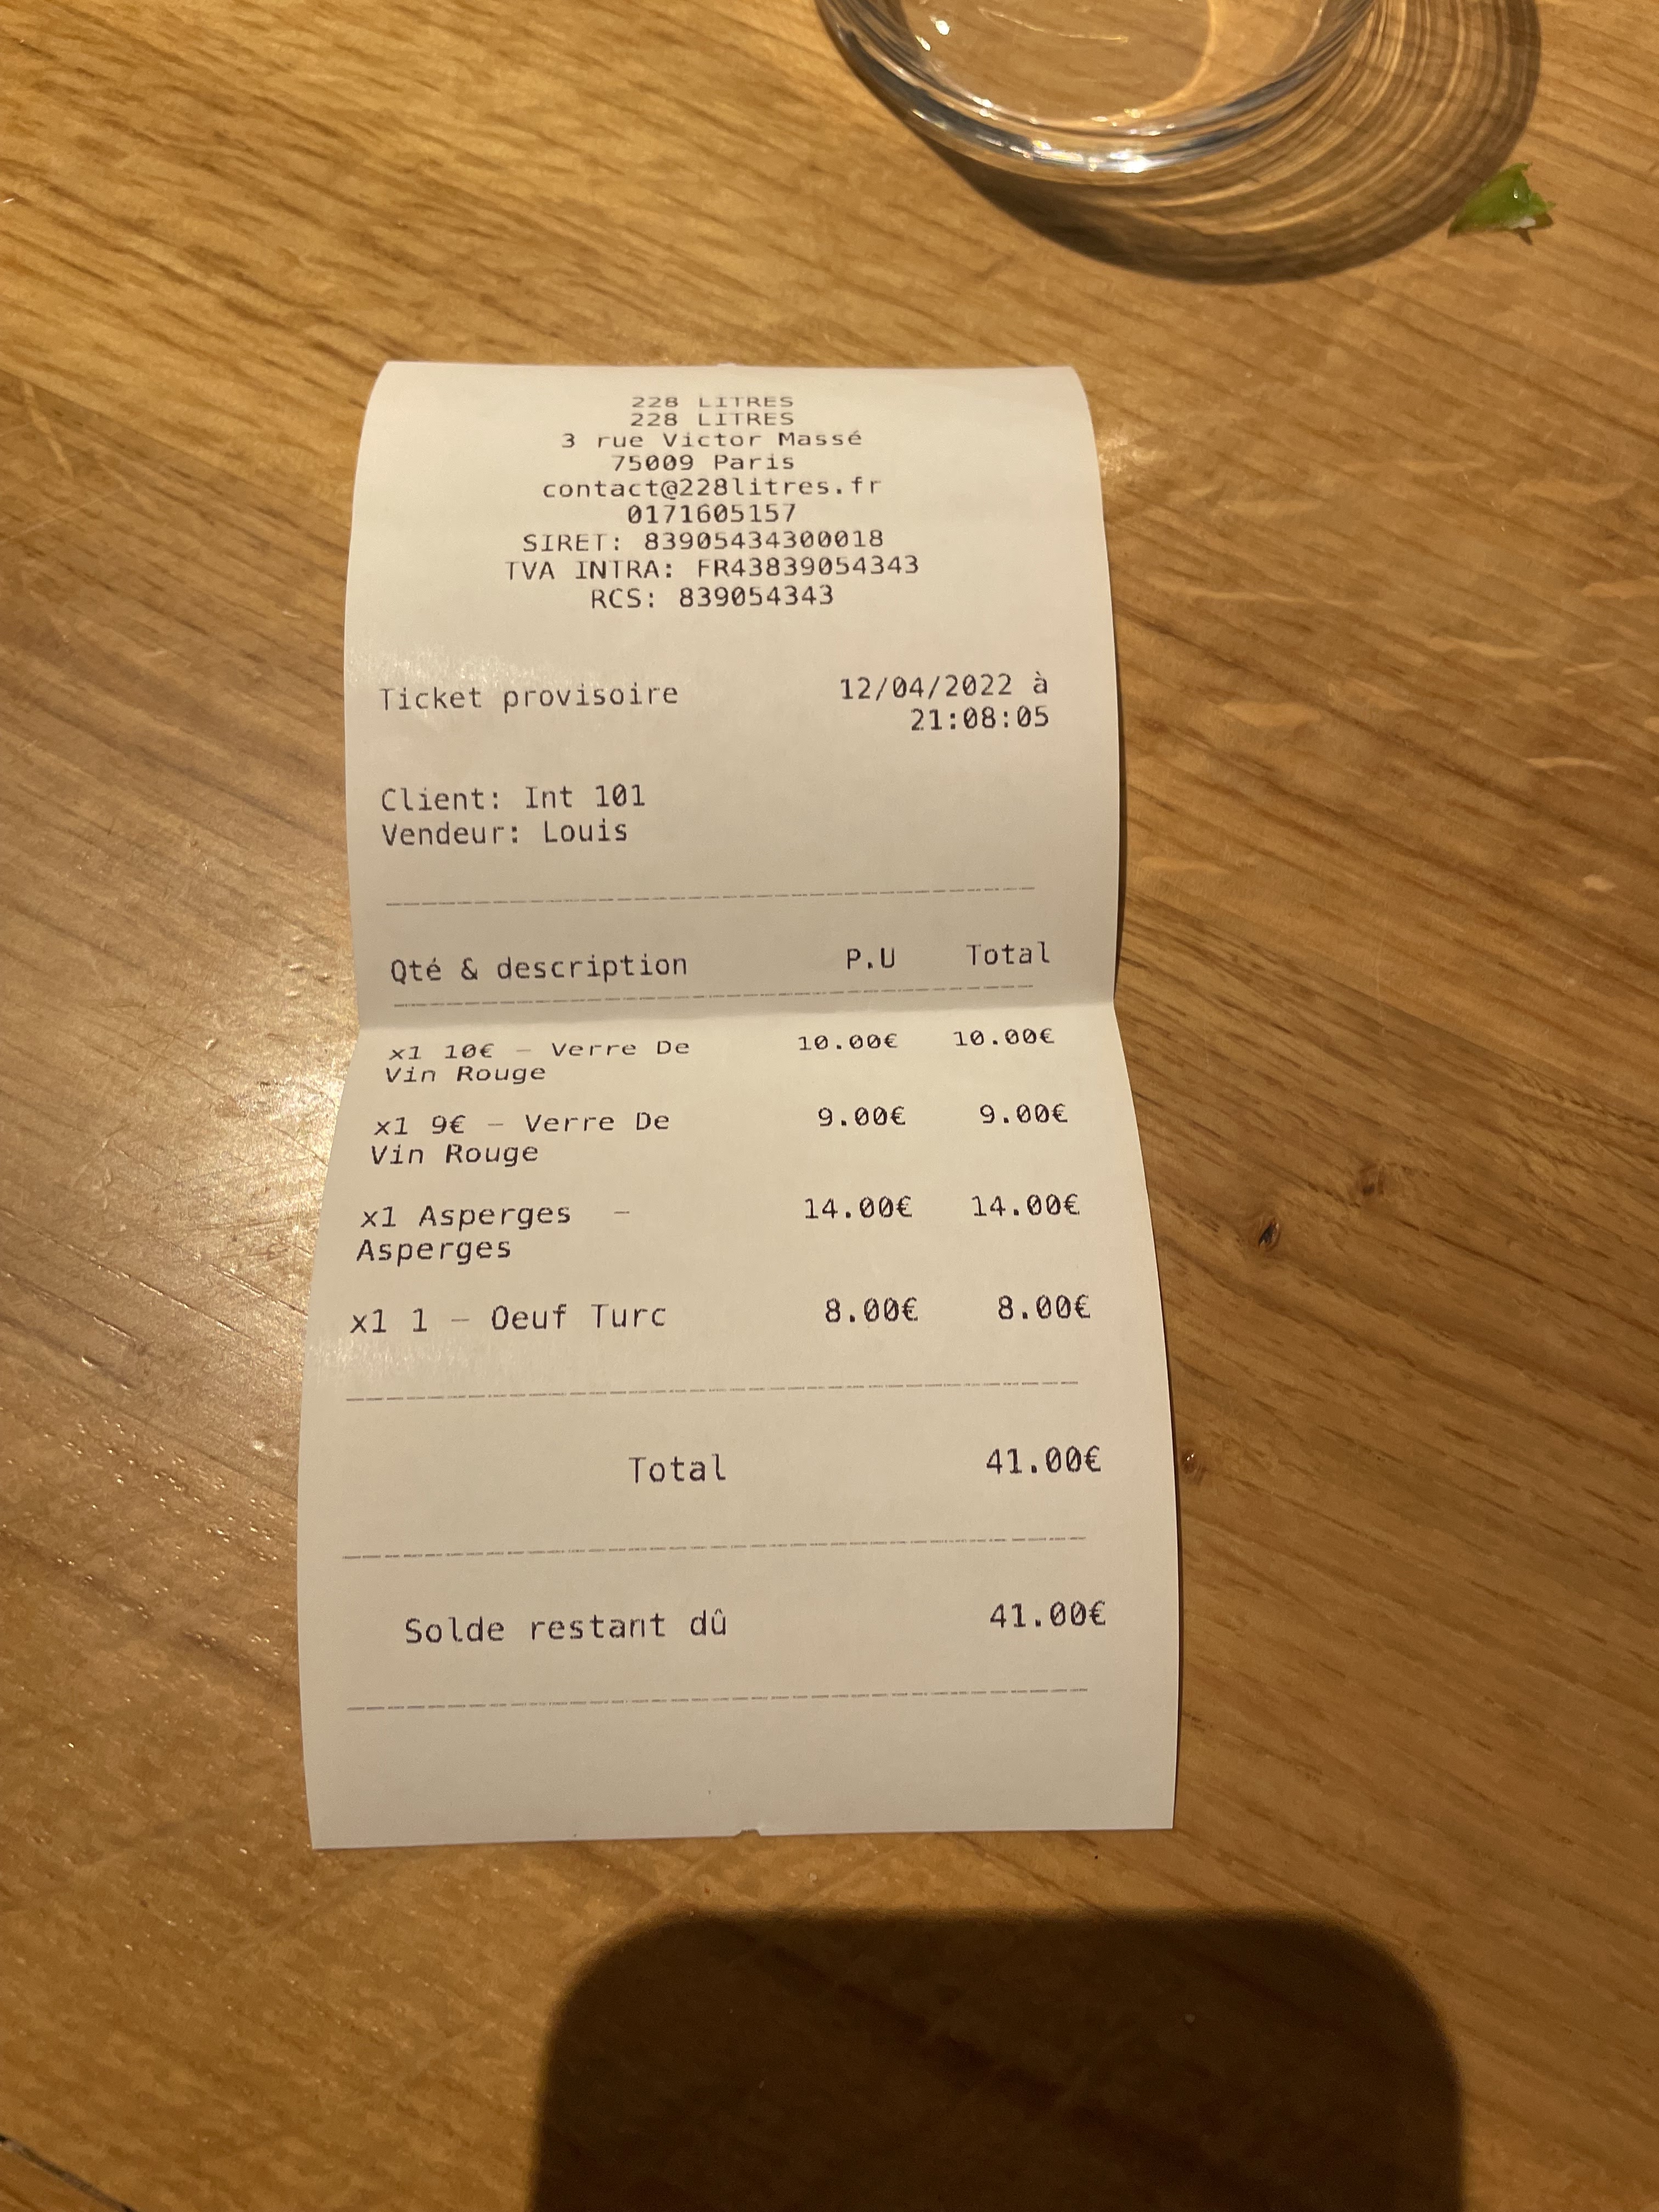 228 LITRES
228 LITRES
3 rue Victor Massé
75009 Paris
contact@228litres.fr
0171605157
SIRET: 83905434300018
TVA INTRA: FR43839054343
RCS: 839054343
Ticket provisoire 12/04/2022 à
21:08:05
Client: Int 101
Vendeur: Louis
Qté & description P.U Total
x1 10€ - Verre De 10.00€ 10.00€
Vin Rouge
x1 9€ - Verre De 9.00€ 9.00€
Vin Rouge
x1 Asperges - 14.00€ 14.00€
Asperges
x1 1 - Oeuf Turc 8.00€ 8.00€
Total 41.00€
Solde restant dû 41.00€